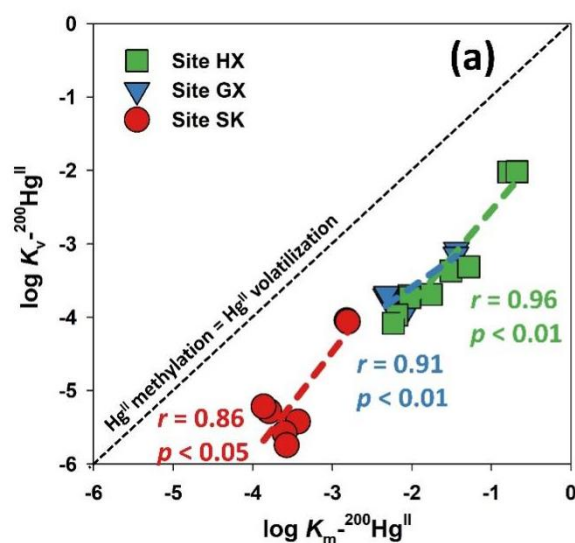 0
(a)
Site HX
Site GX
Site SK
-1
-2
-3
-4
-5
-6
log Kv-²⁰⁰Hgᴵᴵ
Hgᴵᴵ methylation = Hgᴵᴵ volatilization
r = 0.96
p < 0.01
r = 0.91
p < 0.01
r = 0.86
p < 0.05
-6 -5 -4 -3 -2 -1 0
log Km-²⁰⁰Hgᴵᴵ